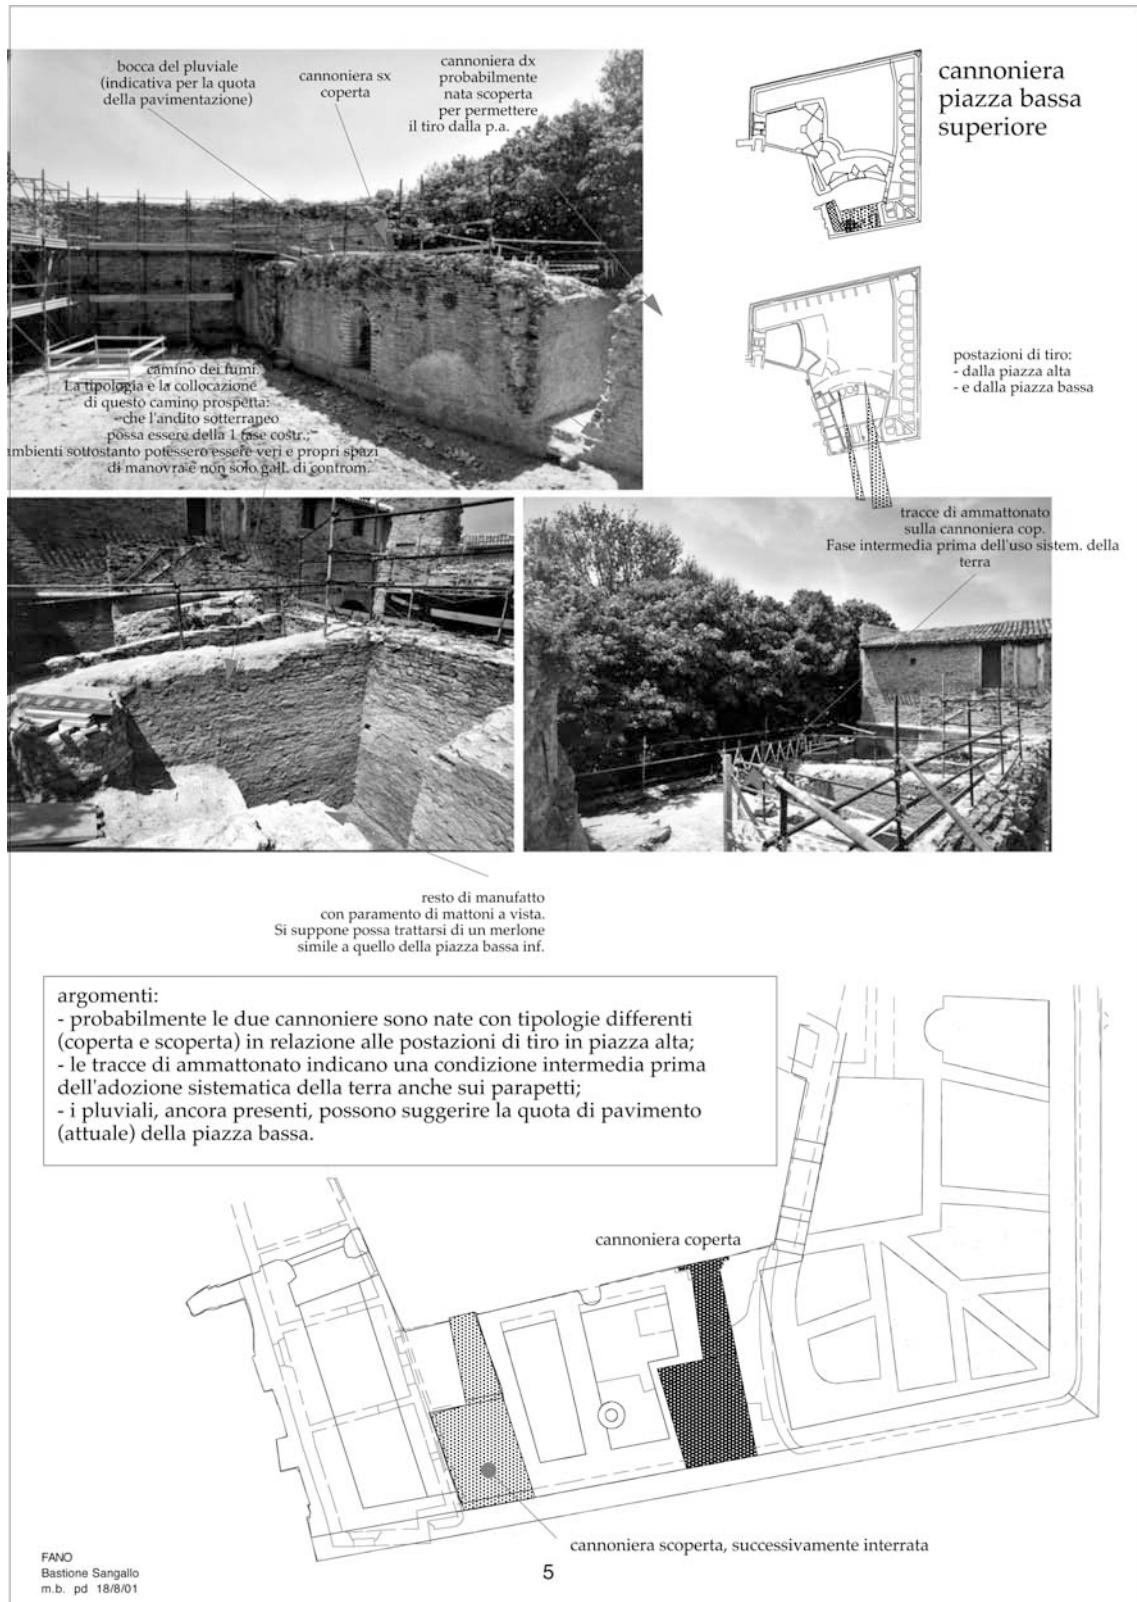 bocca del pluviale
(indicativa per la quota
della pavimentazione)
cannoniera sx
coperta
cannoniera dx
probabilmente
nata scoperta
per permettere
il tiro dalla p.a.
cannoniera
piazza bassa
superiore
postazioni di tiro:
- dalla piazza alta
- e dalla piazza bassa
camino dei fumi.
La tipologia e la collocazione
di questo camino prospetta:
- che l'andito sotterraneo
possa essere della 1 fase costr.;
ambienti sottostanto potessero essere veri e propri spazi
di manovra e non solo gall. di controm.
tracce di ammattonato
sulla cannoniera cop.
Fase intermedia prima dell'uso sistem. della
terra
resto di manufatto
con paramento di mattoni a vista.
Si suppone possa trattarsi di un merlone
simile a quello della piazza bassa inf.
argomenti:
- probabilmente le due cannoniere sono nate con tipologie differenti
(coperta e scoperta) in relazione alle postazioni di tiro in piazza alta;
- le tracce di ammattonato indicano una condizione intermedia prima
dell'adozione sistematica della terra anche sui parapetti;
- i pluviali, ancora presenti, possono suggerire la quota di pavimento
(attuale) della piazza bassa.
cannoniera coperta
cannoniera scoperta, successivamente interrata
FANO
Bastione Sangallo
m.b. pd 18/8/01
5